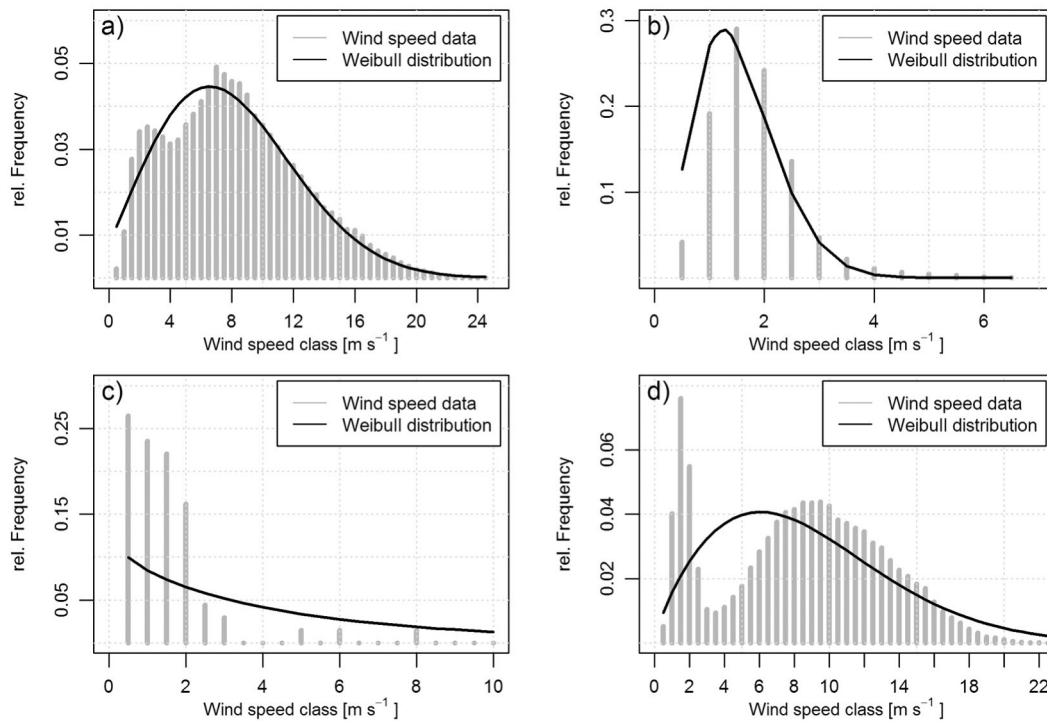 a)
Wind speed data
Weibull distribution
rel. Frequency
0.01 0.03 0.05
0 4 8 12 16 20 24
Wind speed class [m s⁻¹ ]
b)
Wind speed data
Weibull distribution
rel. Frequency
0.1 0.2 0.3
0 2 4 6
Wind speed class [m s⁻¹ ]
c)
Wind speed data
Weibull distribution
rel. Frequency
0.05 0.15 0.25
0 2 4 6 8 10
Wind speed class [m s⁻¹ ]
d)
Wind speed data
Weibull distribution
rel. Frequency
0.02 0.04 0.06
0 2 4 6 8 10 14 18 22
Wind speed class [m s⁻¹ ]